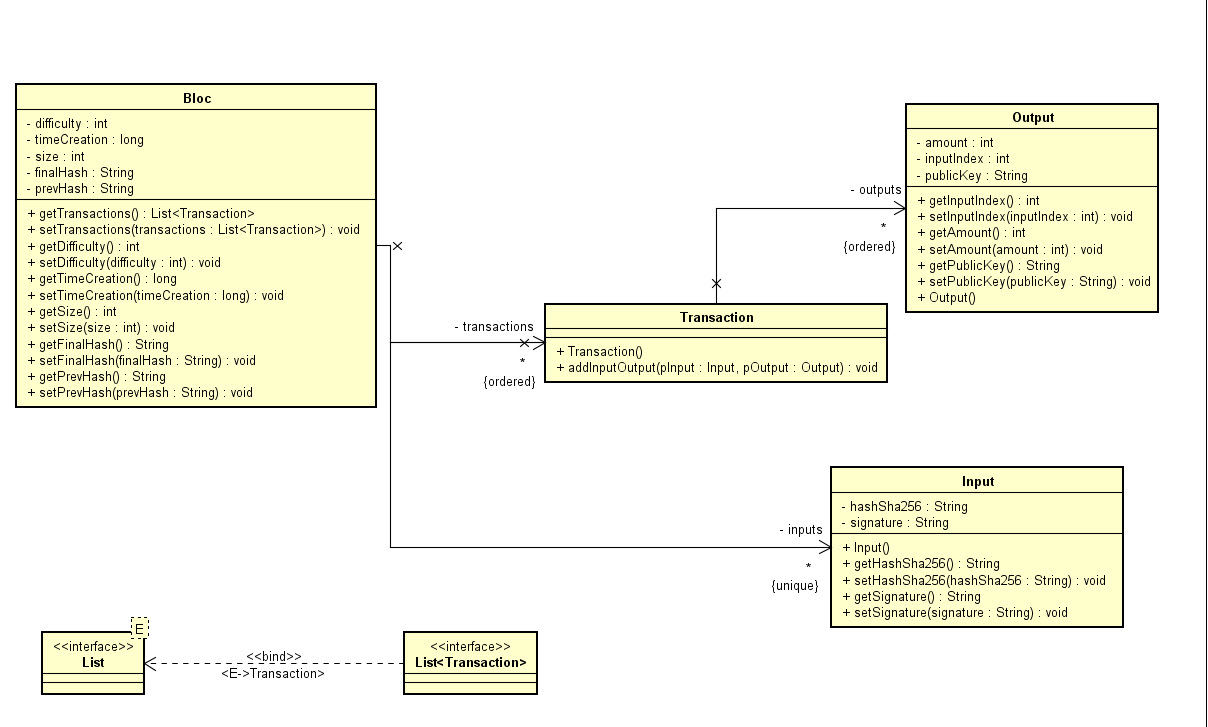 Bloc
- difficulty : int
- timeCreation : long
- size : int
- finalHash : String
- prevHash : String
+ getTransactions() : List<Transaction>
+ setTransactions(transactions : List<Transaction>) : void
+ getDifficulty() : int
+ setDifficulty(difficulty : int) : void
+ getTimeCreation() : long
+ setTimeCreation(timeCreation : long) : void
+ getSize() : int
+ setSize(size : int) : void
+ getFinalHash() : String
+ setFinalHash(finalHash : String) : void
+ getPrevHash() : String
+ setPrevHash(prevHash : String) : void
- transactions
*
{ordered}
Transaction
+ Transaction()
+ addInputOutput(pInput : Input, pOutput : Output) : void
- outputs
*
{ordered}
Output
- amount : int
- inputIndex : int
- publicKey : String
+ getInputIndex() : int
+ setInputIndex(inputIndex : int) : void
+ getAmount() : int
+ setAmount(amount : int) : void
+ getPublicKey() : String
+ setPublicKey(publicKey : String) : void
+ Output()
- inputs
*
{unique}
Input
- hashSha256 : String
- signature : String
+ Input()
+ getHashSha256() : String
+ setHashSha256(hashSha256 : String) : void
+ getSignature() : String
+ setSignature(signature : String) : void
E
<<interface>>
List
<<bind>>
<E->Transaction>
<<interface>>
List<Transaction>